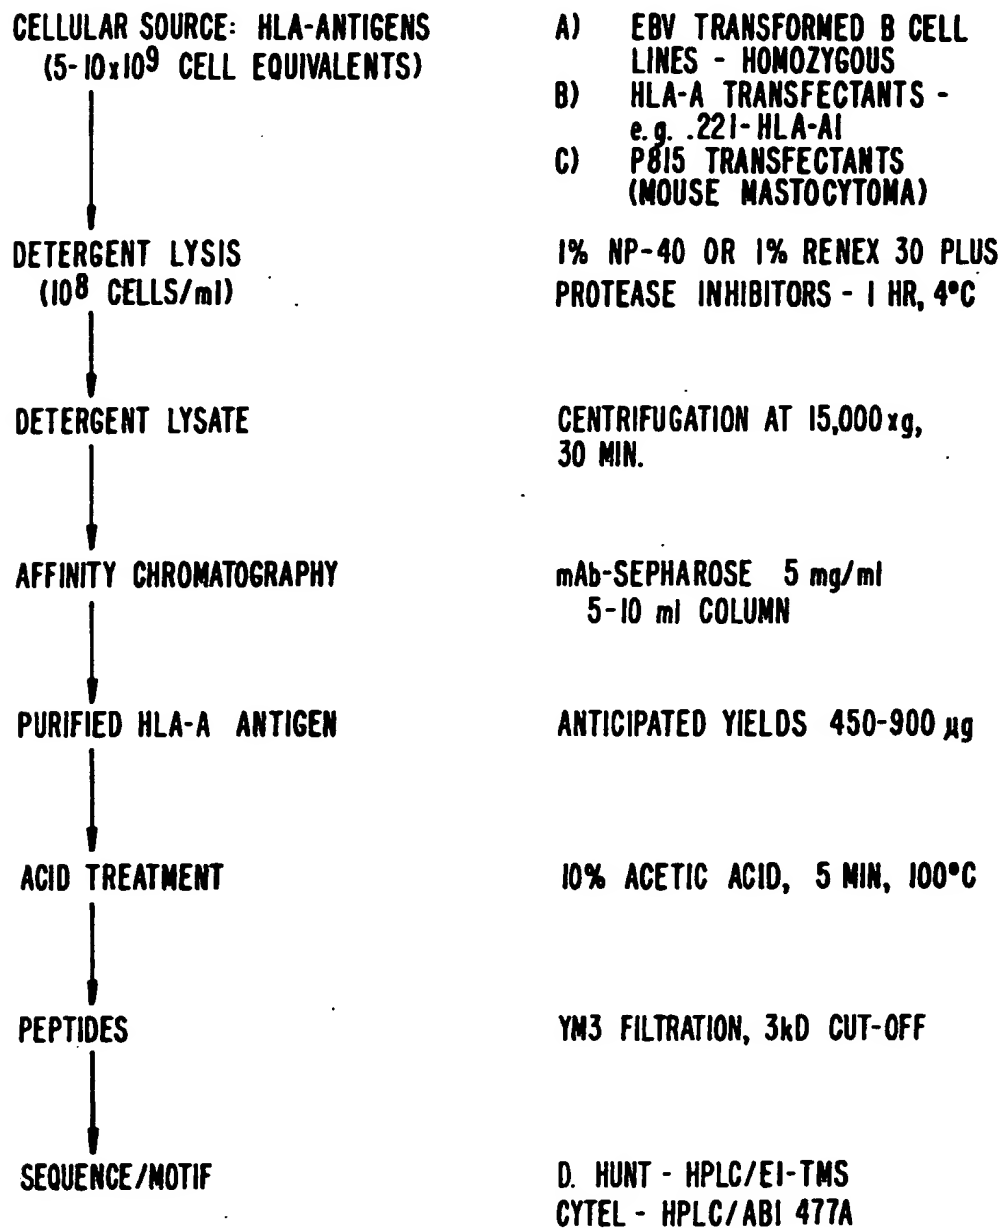 CELLULAR SOURCE: HLA-ANTIGENS
(5-10x10⁹ CELL EQUIVALENTS)
A) EBV TRANSFORMED B CELL
LINES - HOMOZYGOUS
B) HLA-A TRANSFECTANTS -
e.g. .221-HLA-A1
C) P815 TRANSFECTANTS
(MOUSE MASTOCYTOMA)
DETERGENT LYSIS
(10⁸ CELLS/ml)
1% NP-40 OR 1% RENEX 30 PLUS
PROTEASE INHIBITORS - 1 HR, 4°C
DETERGENT LYSATE
CENTRIFUGATION AT 15,000xg,
30 MIN.
AFFINITY CHROMATOGRAPHY
mAb-SEPHAROSE 5 mg/ml
5-10 ml COLUMN
PURIFIED HLA-A ANTIGEN
ANTICIPATED YIELDS 450-900 µg
ACID TREATMENT
10% ACETIC ACID, 5 MIN, 100°C
PEPTIDES
YM3 FILTRATION, 3kD CUT-OFF
SEQUENCE/MOTIF
D. HUNT - HPLC/EI-TMS
CYTEL - HPLC/ABI 477A